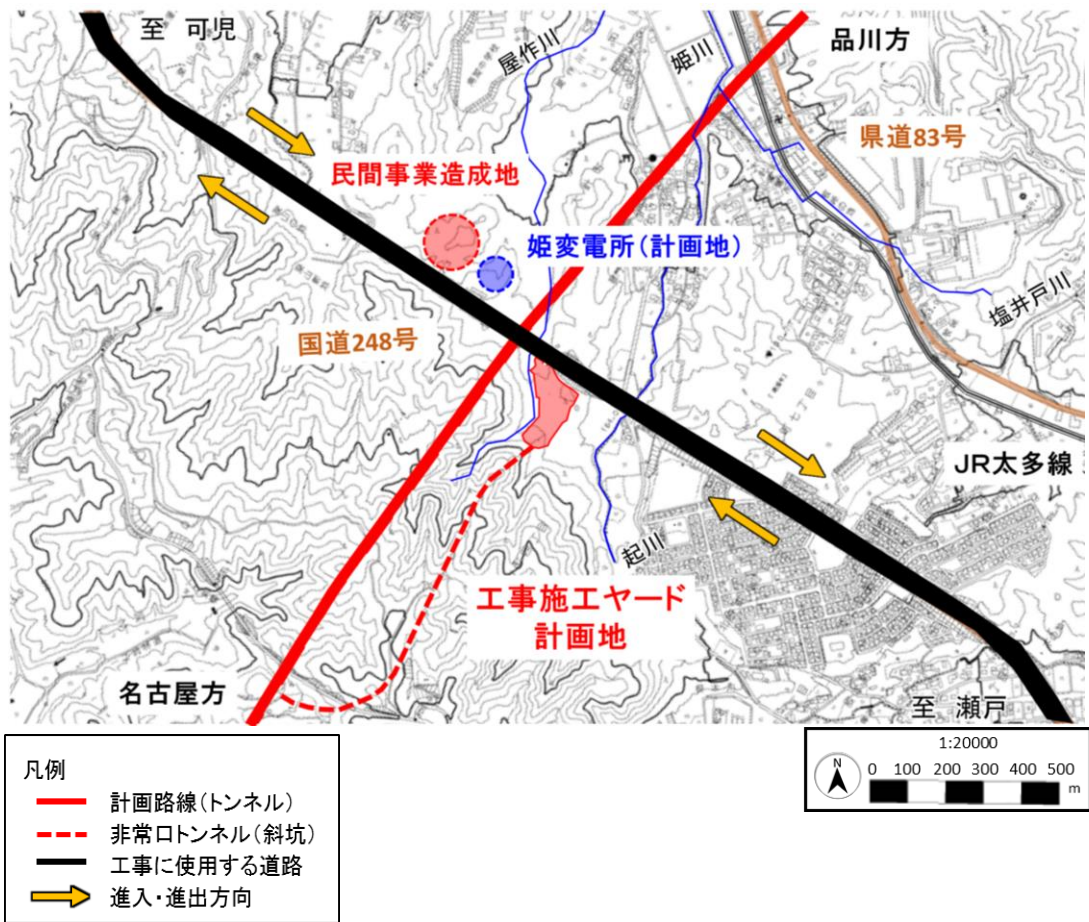 至 可児
屋作川
姫川
品川方
県道83号
民間事業造成地
姫変電所(計画地)
塩井戸川
国道248号
JR太多線
起川
工事施工ヤード
計画地
名古屋方
至 瀬戸
凡例
計画路線(トンネル)
非常口トンネル(斜坑)
工事に使用する道路
進入・進出方向
1:20000
N
0 100 200 300 400 500
m